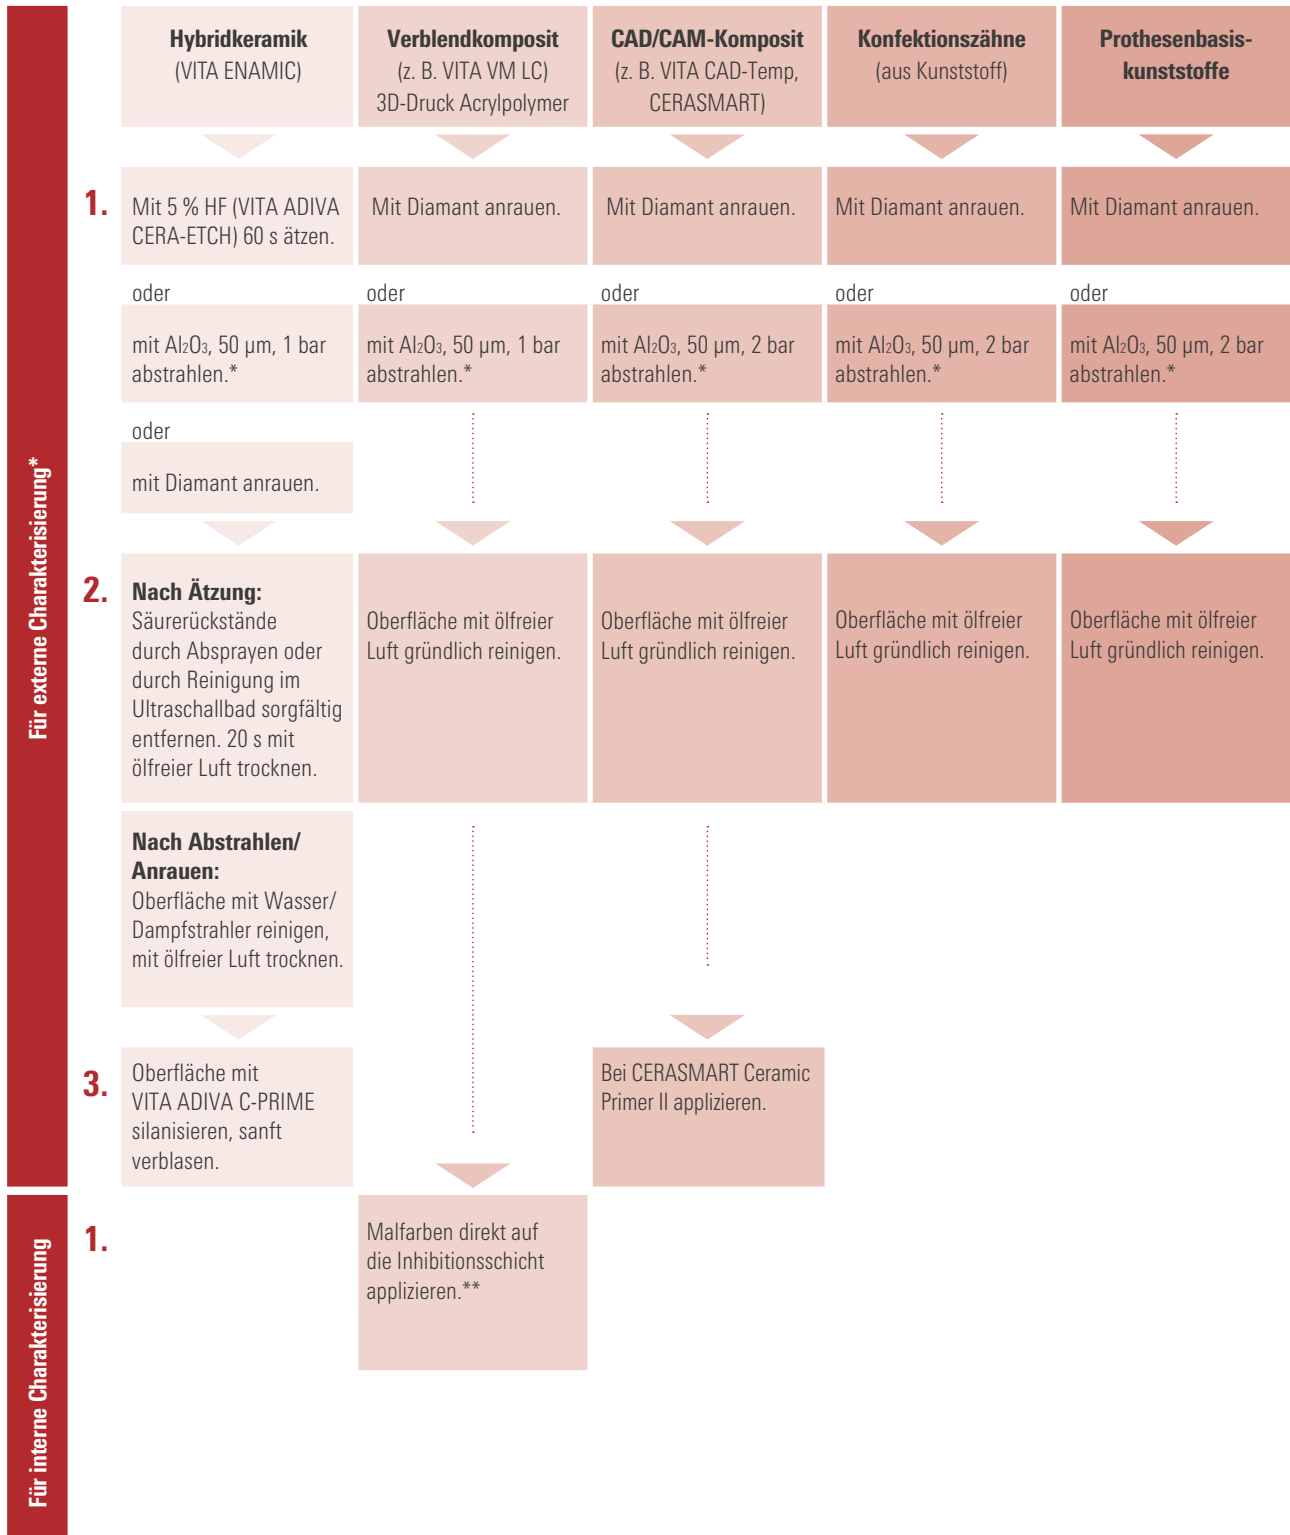 Hybridkeramik
(VITA ENAMIC)
Verblendkomposit
(z. B. VITA VM LC)
3D-Druck Acrylpolymer
CAD/CAM-Komposit
(z. B. VITA CAD-Temp,
CERASMART)
Konfektionszähne
(aus Kunststoff)
Prothesenbasis-
kunststoffe
Für externe Charakterisierung*
1.
Mit 5 % HF (VITA ADIVA
CERA-ETCH) 60 s ätzen.
Mit Diamant anrauen.
Mit Diamant anrauen.
Mit Diamant anrauen.
Mit Diamant anrauen.
oder
oder
oder
oder
oder
mit Al₂O₃, 50 µm, 1 bar
abstrahlen.*
mit Al₂O₃, 50 µm, 1 bar
abstrahlen.*
mit Al₂O₃, 50 µm, 2 bar
abstrahlen.*
mit Al₂O₃, 50 µm, 2 bar
abstrahlen.*
mit Al₂O₃, 50 µm, 2 bar
abstrahlen.*
oder
mit Diamant anrauen.
2.
Nach Ätzung:
Säurerückstände
durch Absprayen oder
durch Reinigung im
Ultraschallbad sorgfältig
entfernen. 20 s mit
ölfreier Luft trocknen.
Oberfläche mit ölfreier
Luft gründlich reinigen.
Oberfläche mit ölfreier
Luft gründlich reinigen.
Oberfläche mit ölfreier
Luft gründlich reinigen.
Oberfläche mit ölfreier
Luft gründlich reinigen.
Nach Abstrahlen/
Anrauen:
Oberfläche mit Wasser/
Dampfstrahler reinigen,
mit ölfreier Luft trocknen.
3.
Oberfläche mit
VITA ADIVA C-PRIME
silanisieren, sanft
verblasen.
Bei CERASMART Ceramic
Primer II applizieren.
Für interne Charakterisierung
1.
Malfarben direkt auf
die Inhibitionsschicht
applizieren.**